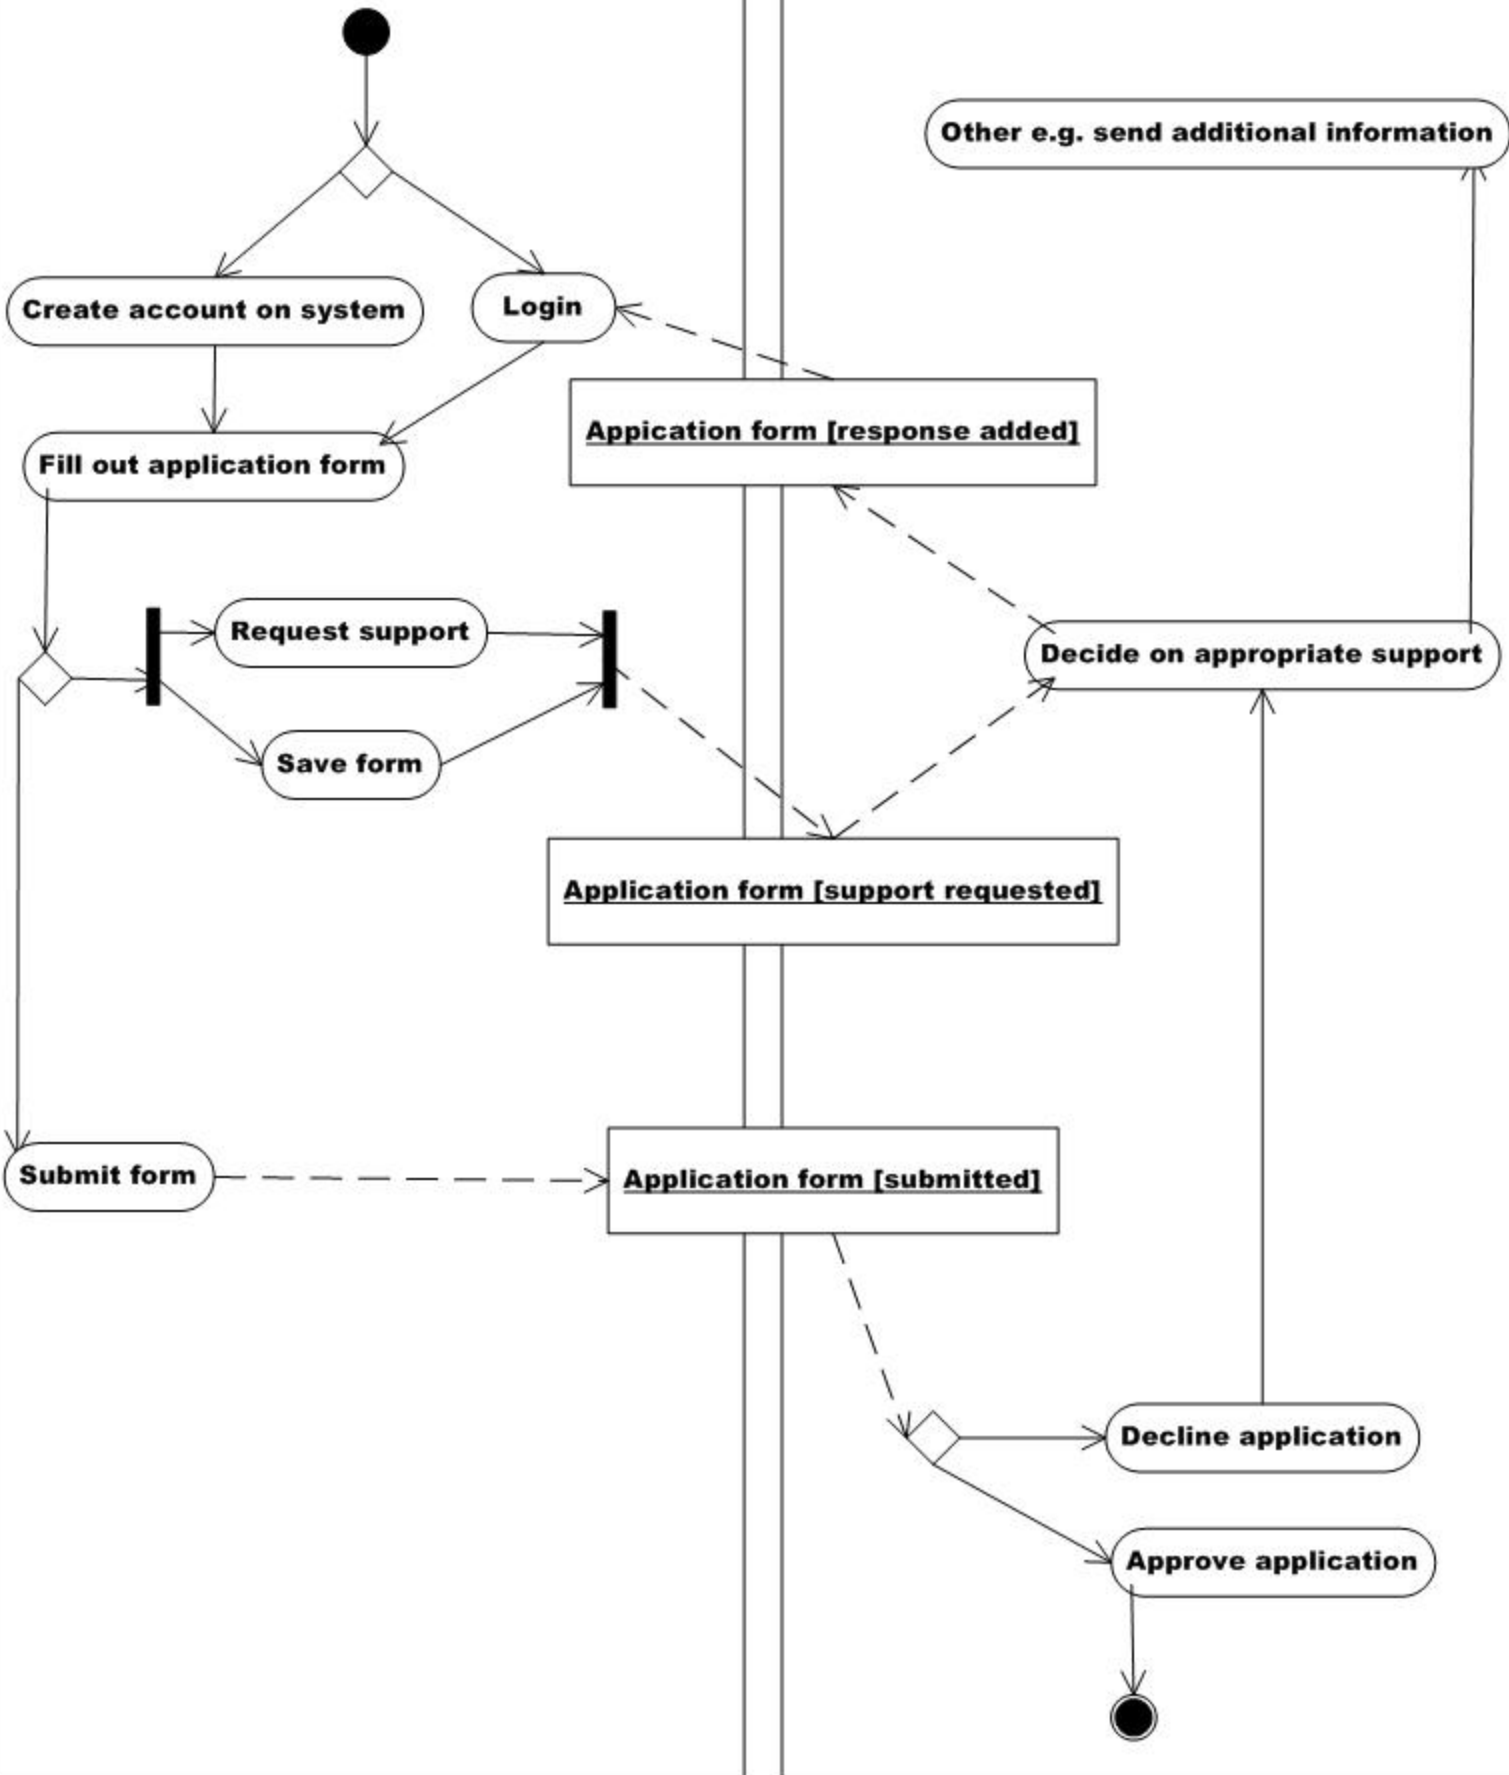 Other e.g. send additional information
Create account on system
Login
Appication form [response added]
Fill out application form
Request support
Decide on appropriate support
Save form
Application form [support requested]
Submit form
Application form [submitted]
Decline application
Approve application